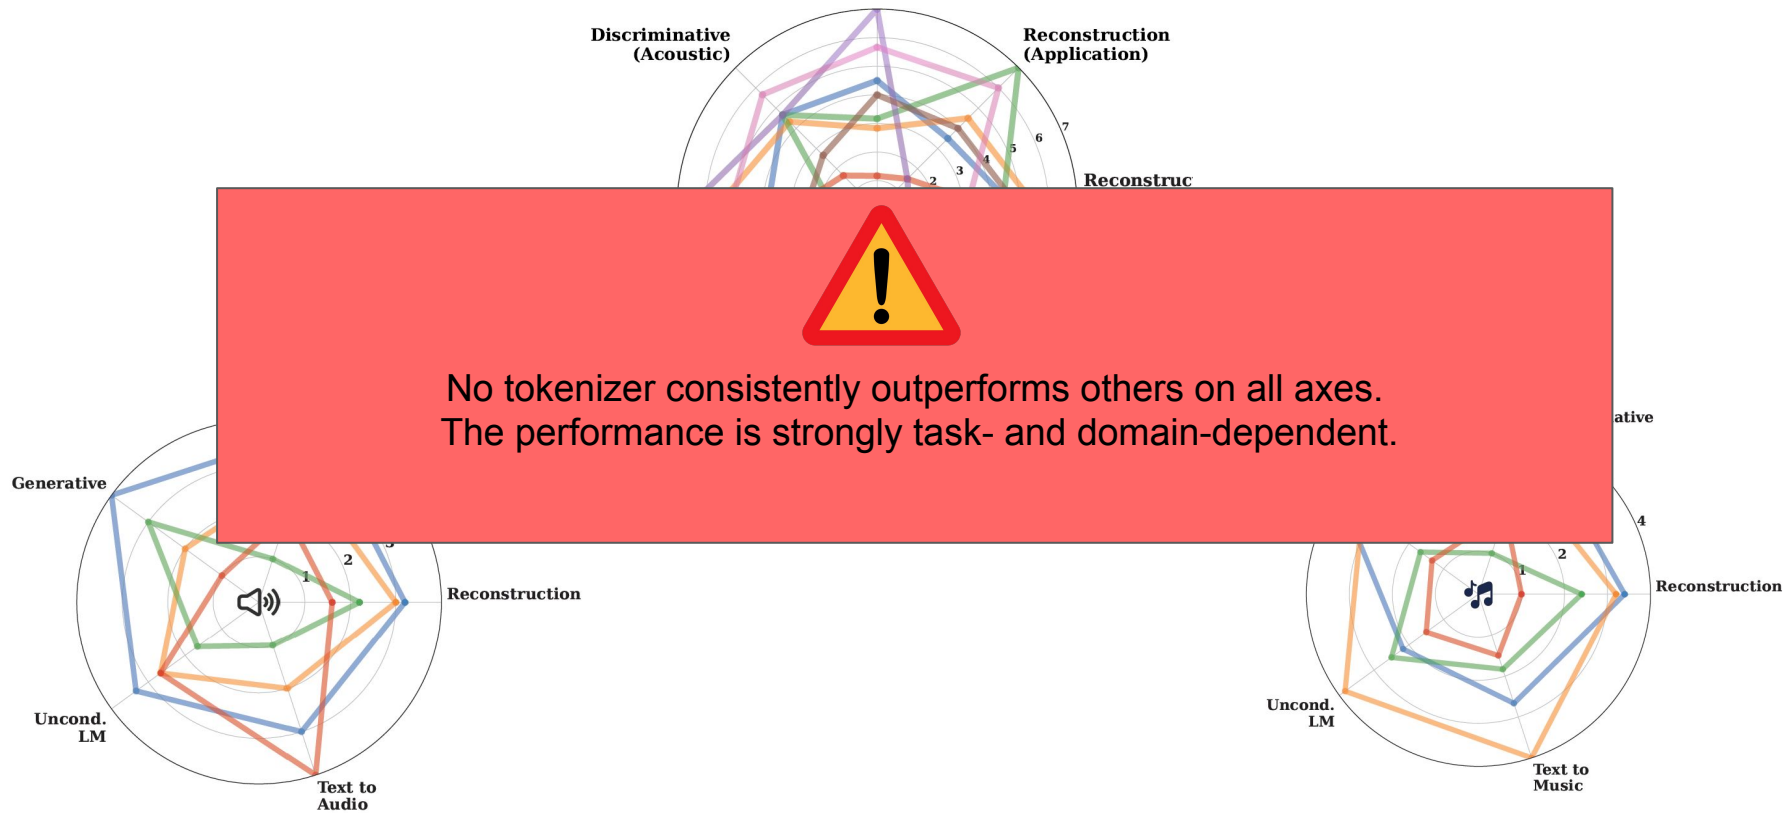 Discriminative
(Acoustic)
Reconstruction
(Application)
7
6
5
4
3
2
Reconstruc
No tokenizer consistently outperforms others on all axes.
The performance is strongly task- and domain-dependent.
Generative
2
1
Reconstruction
Uncond.
LM
Text to
Audio
ative
4
2
1
Reconstruction
Uncond.
LM
Text to
Music